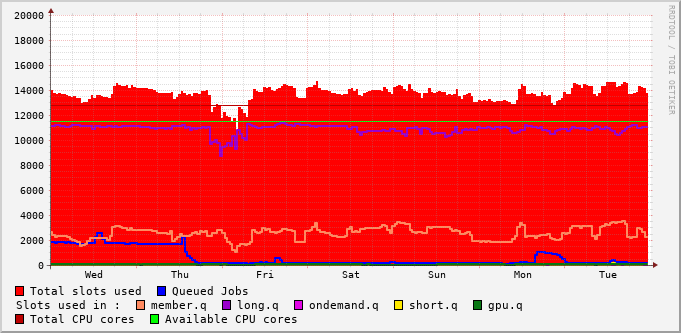 RRDTOOL / TOBI OETIKER
20000
18000
16000
14000
12000
10000
8000
6000
4000
2000
0
Wed Thu Fri Sat Sun Mon Tue
Total slots used Queued Jobs
Slots used in : member.q long.q ondemand.q short.q gpu.q
Total CPU cores Available CPU cores